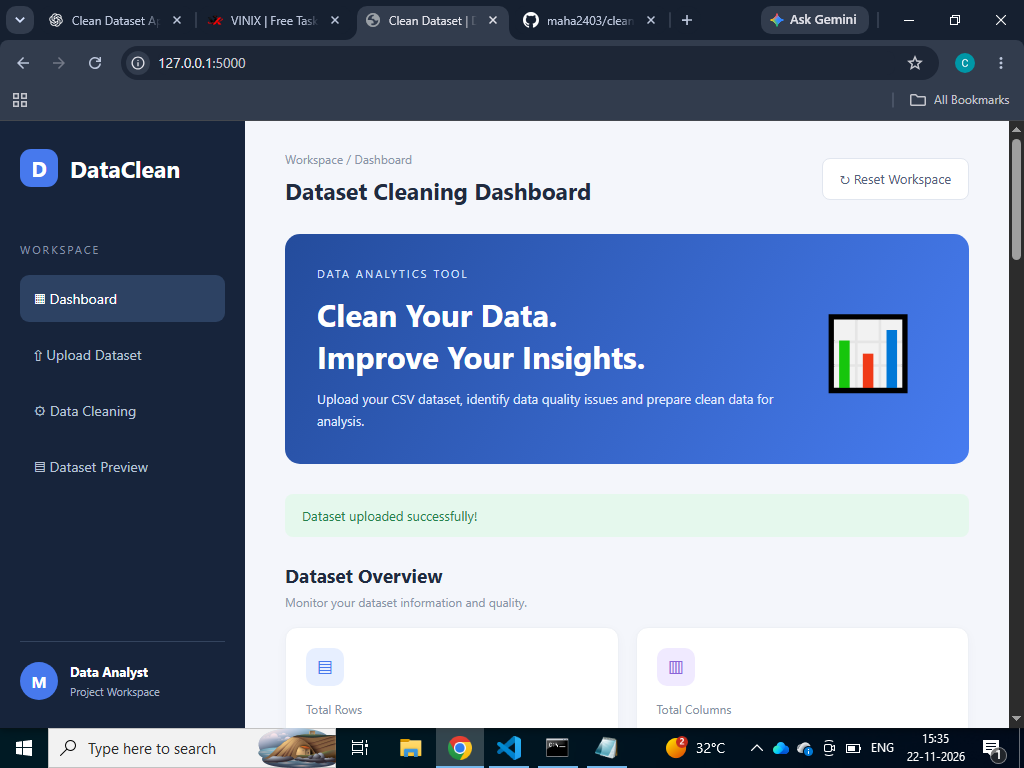 Clean Dataset Ap
VINIX | Free Task
Clean Dataset | D
maha2403/clean
Ask Gemini
127.0.0.1:5000
C
All Bookmarks
D
DataClean
WORKSPACE
Dashboard
Upload Dataset
Data Cleaning
Dataset Preview
M
Data Analyst
Project Workspace
Workspace / Dashboard
Dataset Cleaning Dashboard
↻ Reset Workspace
DATA ANALYTICS TOOL
Clean Your Data.
Improve Your Insights.
Upload your CSV dataset, identify data quality issues and prepare clean data for
analysis.
Dataset uploaded successfully!
Dataset Overview
Monitor your dataset information and quality.
Total Rows
Total Columns
Type here to search
2
32°C
ENG
15:35
22-11-2026
1